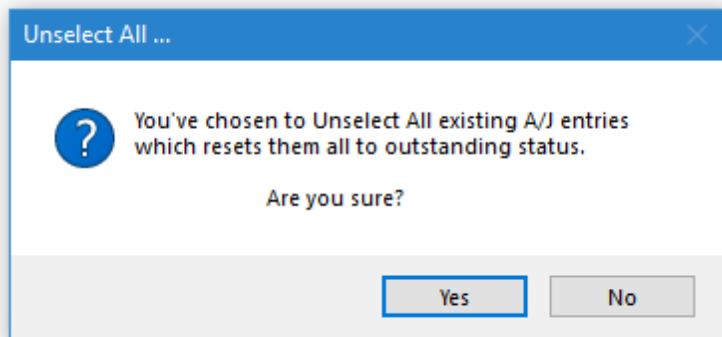 Unselect All ...
?
You've chosen to Unselect All existing A/J entries
which resets them all to outstanding status.
Are you sure?
Yes
No